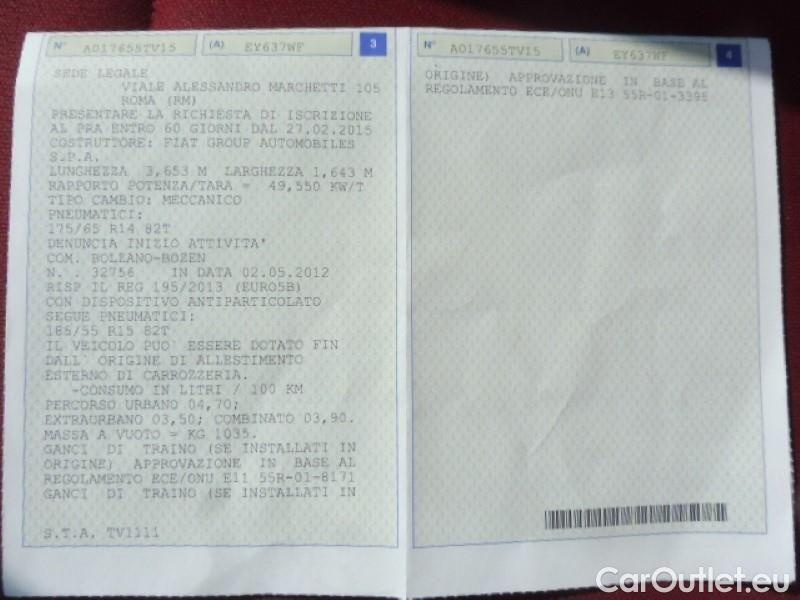 N° A017655TV15 (A) EY637WF 3
SEDE LEGALE
VIALE ALESSANDRO MARCHETTI 105
ROMA (RM)
PRESENTARE LA RICHIESTA DI ISCRIZIONE
AL PRA ENTRO 60 GIORNI DAL 27.02.2015
COSTRUTTORE: FIAT GROUP AUTOMOBILES
S.P.A.
LUNGHEZZA 3,653 M LARGHEZZA 1,643 M
RAPPORTO POTENZA/TARA = 49,550 KW/T
TIPO CAMBIO: MECCANICO
PNEUMATICI:
175/65 R14 82T
DENUNCIA INIZIO ATTIVITA'
COM. BOLZANO-BOZEN
N. . 32756 IN DATA 02.05.2012
RISP IL REG 195/2013 (EURO5B)
CON DISPOSITIVO ANTIPARTICOLATO
SEGUE PNEUMATICI:
185/55 R15 82T
IL VEICOLO PUO` ESSERE DOTATO FIN
DALL` ORIGINE DI ALLESTIMENTO
ESTERNO DI CARROZZERIA.
-CONSUMO IN LITRI / 100 KM
PERCORSO URBANO 04,70;
EXTRAURBANO 03,50; COMBINATO 03,90.
MASSA A VUOTO = KG 1035.
GANCI DI TRAINO (SE INSTALLATI IN
ORIGINE) APPROVAZIONE IN BASE AL
REGOLAMENTO ECE/ONU E11 55R-01-8171
GANCI DI TRAINO (SE INSTALLATI IN
S.T.A. TV1111
N° A017655TV15 (A) EY637WF 4
ORIGINE) APPROVAZIONE IN BASE AL
REGOLAMENTO ECE/ONU E13 55R-01-3395
CarOutlet.eu